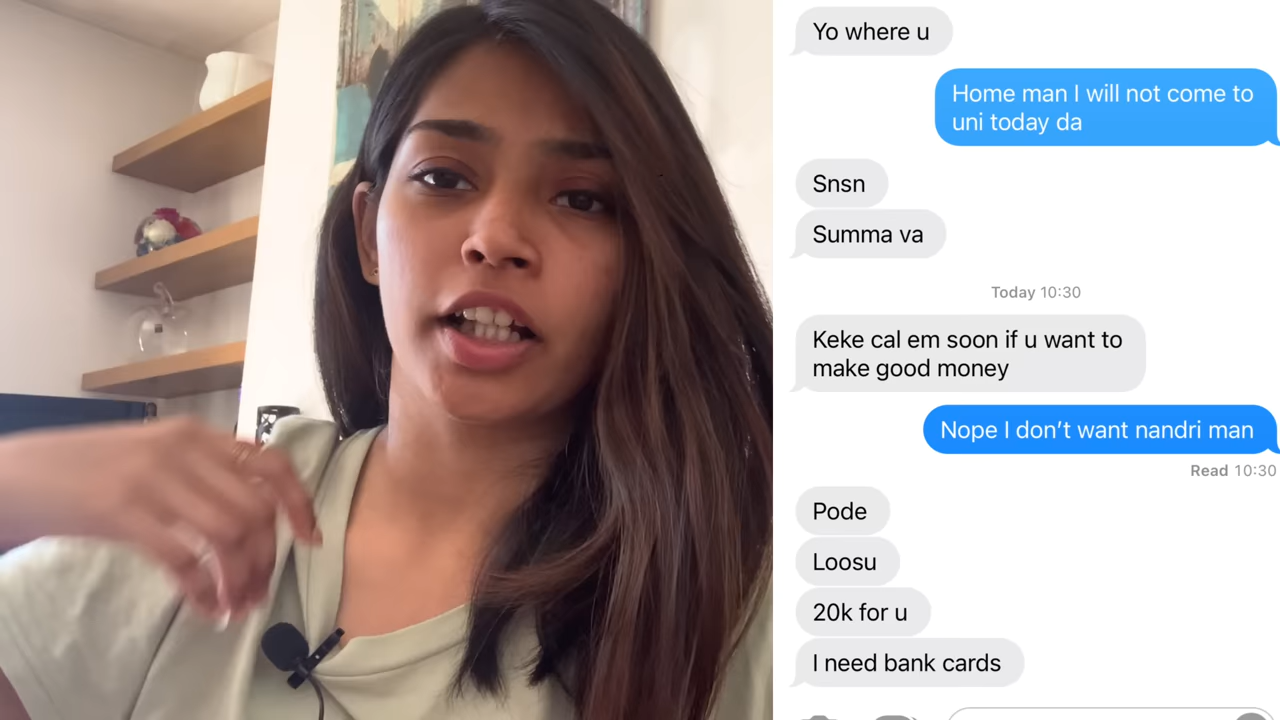 Yo where u
Home man I will not come to
uni today da
Snsn
Summa va
Today 10:30
Keke cal em soon if u want to
make good money
Nope I don’t want nandri man
Read 10:30
Pode
Loosu
20k for u
I need bank cards